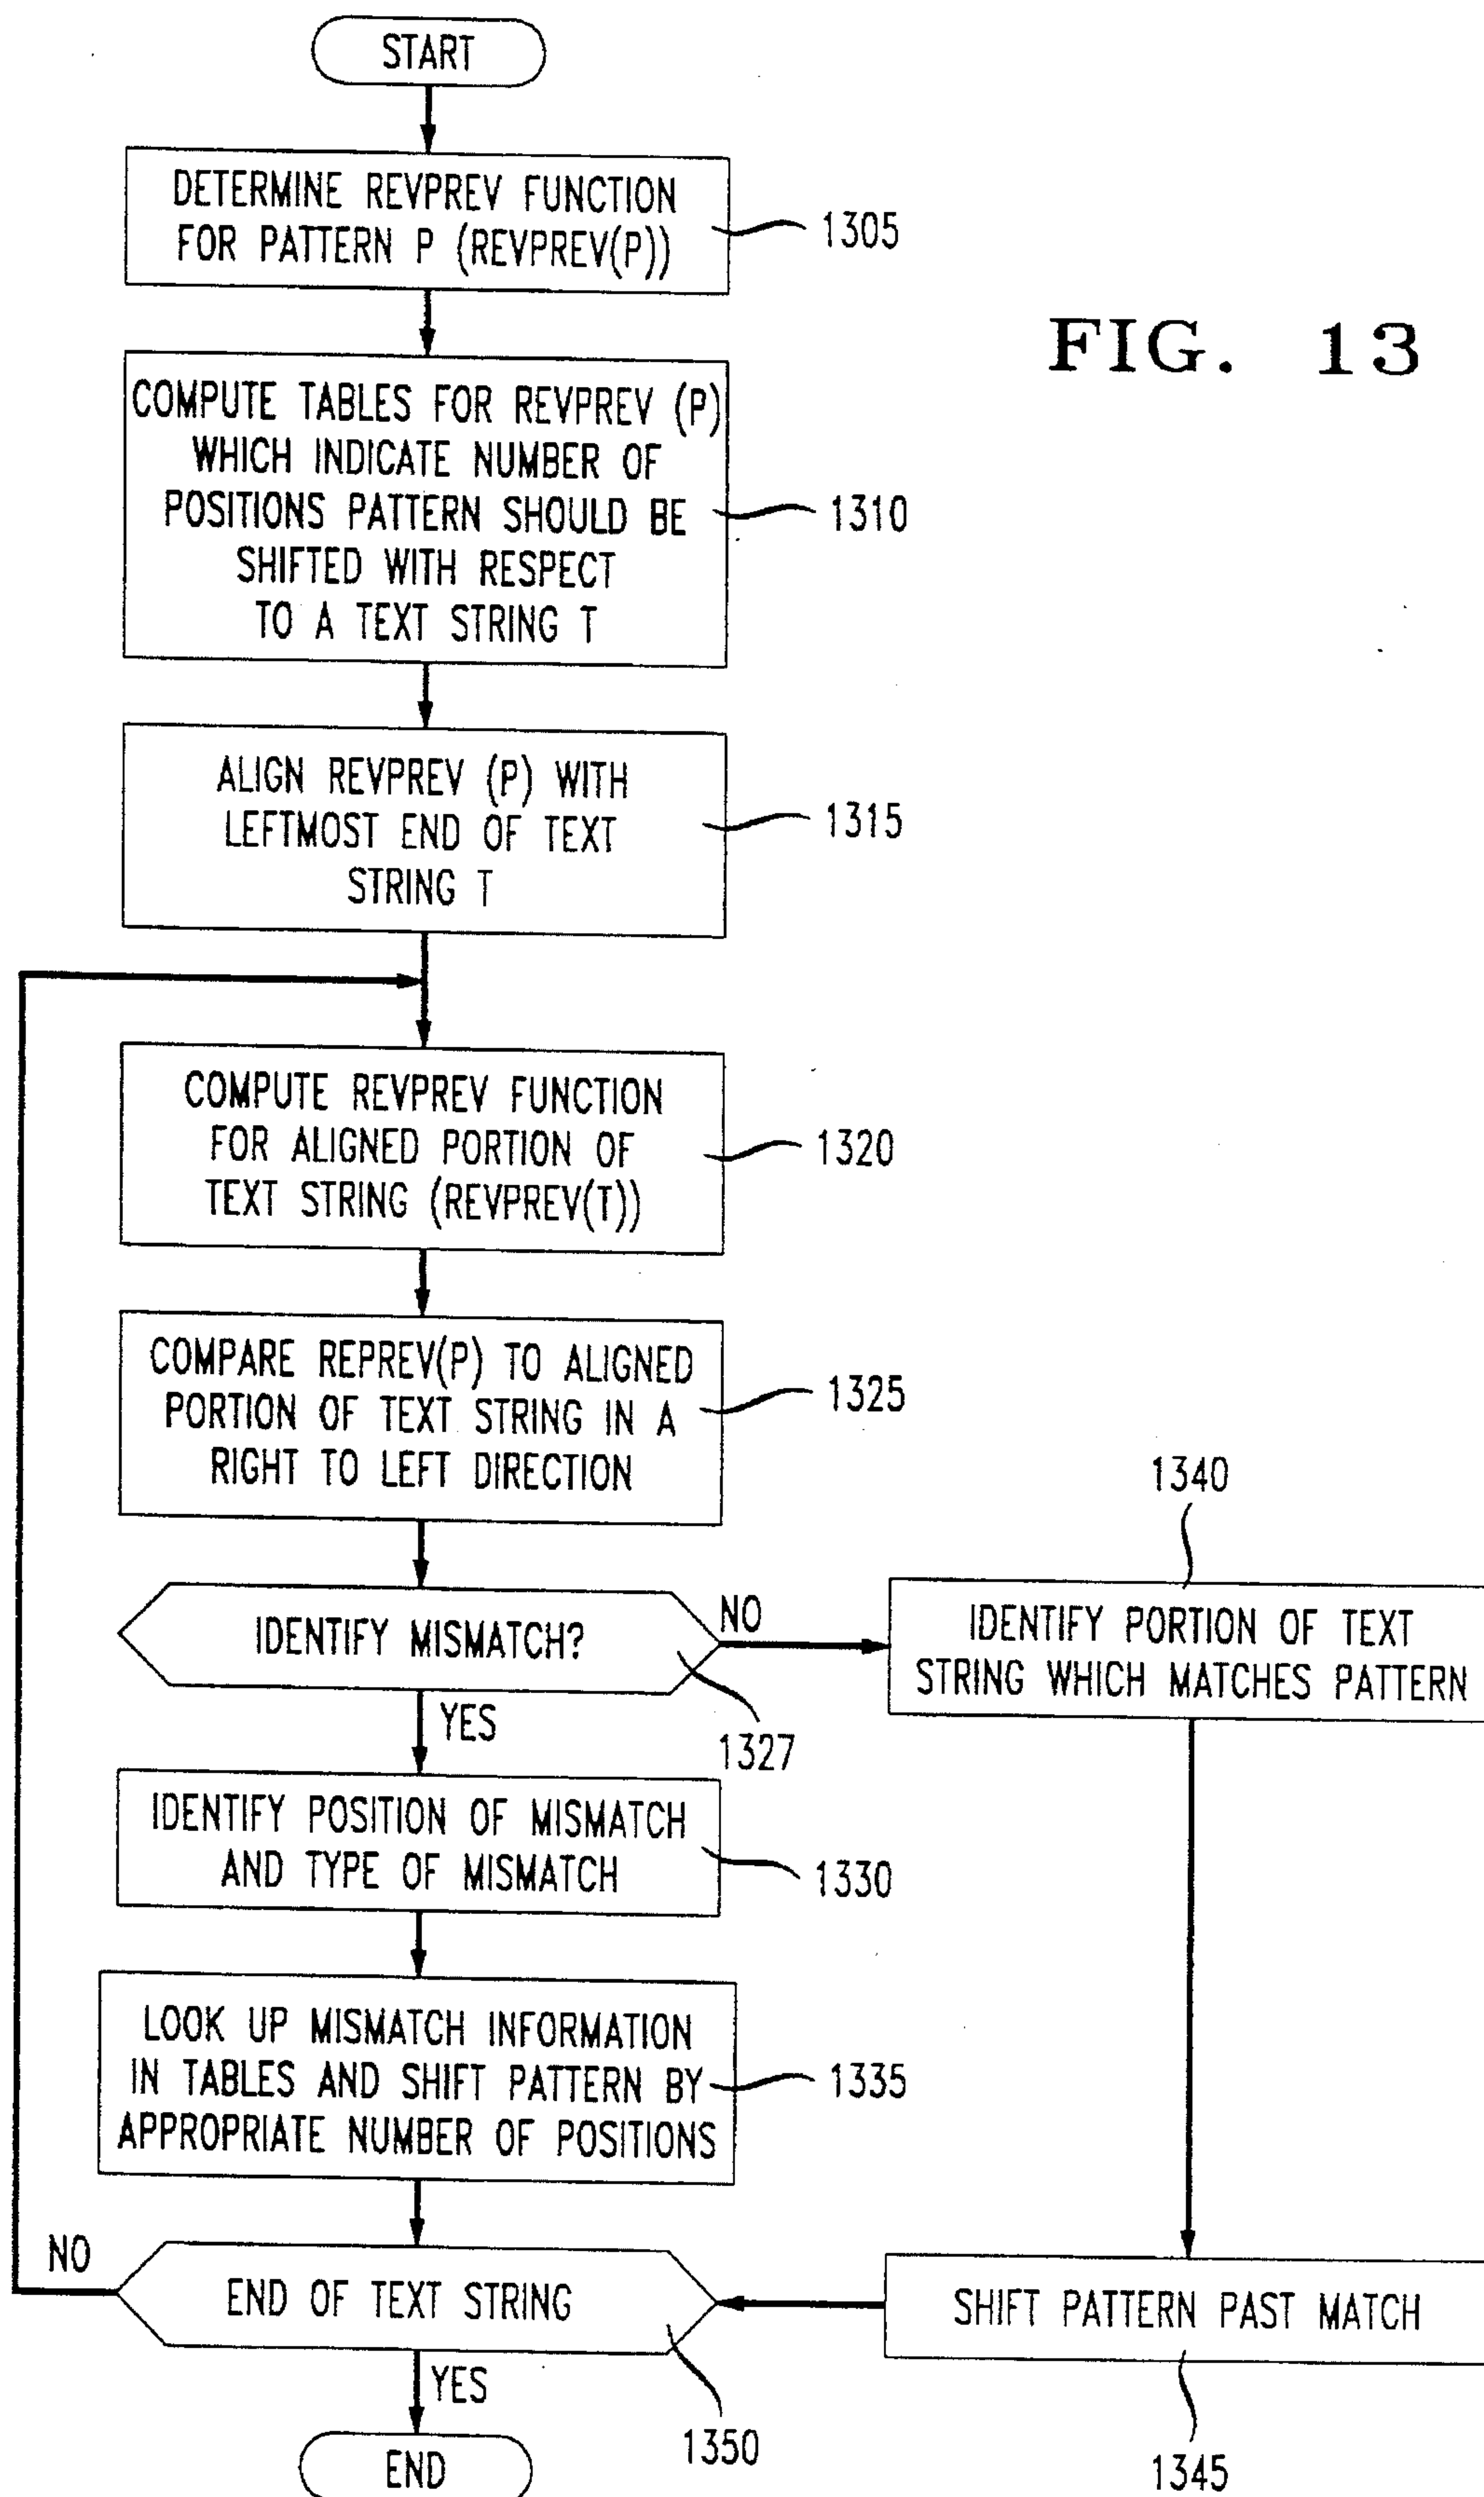 START
DETERMINE REVPREV FUNCTION
FOR PATTERN P (REVPREV(P))
1305
FIG. 13
COMPUTE TABLES FOR REVPREV (P)
WHICH INDICATE NUMBER OF
POSITIONS PATTERN SHOULD BE
SHIFTED WITH RESPECT
TO A TEXT STRING T
1310
ALIGN REVPREV (P) WITH
LEFTMOST END OF TEXT
STRING T
1315
COMPUTE REVPREV FUNCTION
FOR ALIGNED PORTION OF
TEXT STRING (REVPREV(T))
1320
COMPARE REPREV(P) TO ALIGNED
PORTION OF TEXT STRING IN A
RIGHT TO LEFT DIRECTION
1325
IDENTIFY MISMATCH?
NO
YES
1327
1340
IDENTIFY PORTION OF TEXT
STRING WHICH MATCHES PATTERN
IDENTIFY POSITION OF MISMATCH
AND TYPE OF MISMATCH
1330
LOOK UP MISMATCH INFORMATION
IN TABLES AND SHIFT PATTERN BY
APPROPRIATE NUMBER OF POSITIONS
1335
NO
END OF TEXT STRING
SHIFT PATTERN PAST MATCH
YES
1350
1345
END